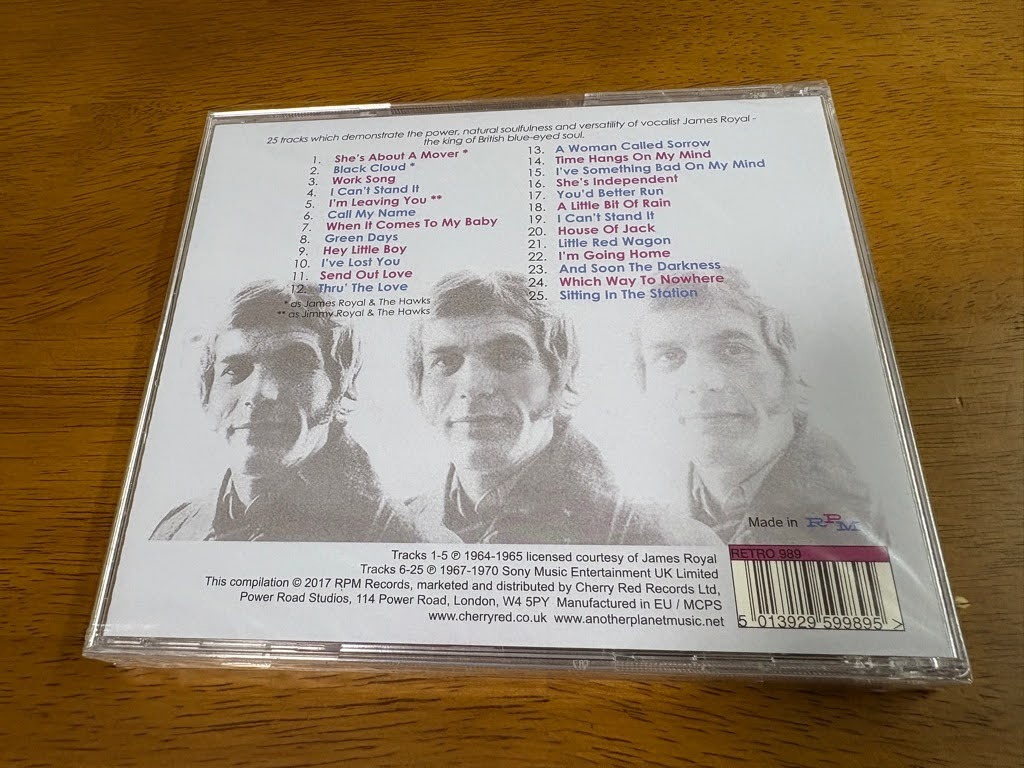 25 tracks which demonstrate the power, natural soulfulness and versatility of vocalist James Royal -
the king of British blue-eyed soul.
1. She's About A Mover *
2. Black Cloud *
3. Work Song
4. I Can't Stand It
5. I'm Leaving You **
6. Call My Name
7. When It Comes To My Baby
8. Green Days
9. Hey Little Boy
10. I've Lost You
11. Send Out Love
12. Thru' The Love
* as James Royal & The Hawks
** as Jimmy Royal & The Hawks
13. A Woman Called Sorrow
14. Time Hangs On My Mind
15. I've Something Bad On My Mind
16. She's Independent
17. You'd Better Run
18. A Little Bit Of Rain
19. I Can't Stand It
20. House Of Jack
21. Little Red Wagon
22. I'm Going Home
23. And Soon The Darkness
24. Which Way To Nowhere
25. Sitting In The Station
Made in RPM
Tracks 1-5 ℗ 1964-1965 licensed courtesy of James Royal
Tracks 6-25 ℗ 1967-1970 Sony Music Entertainment UK Limited
This compilation © 2017 RPM Records, marketed and distributed by Cherry Red Records Ltd,
Power Road Studios, 114 Power Road, London, W4 5PY Manufactured in EU / MCPS
www.cherryred.co.uk www.anotherplanetmusic.net
RETRO 989
5 013929 599895 >